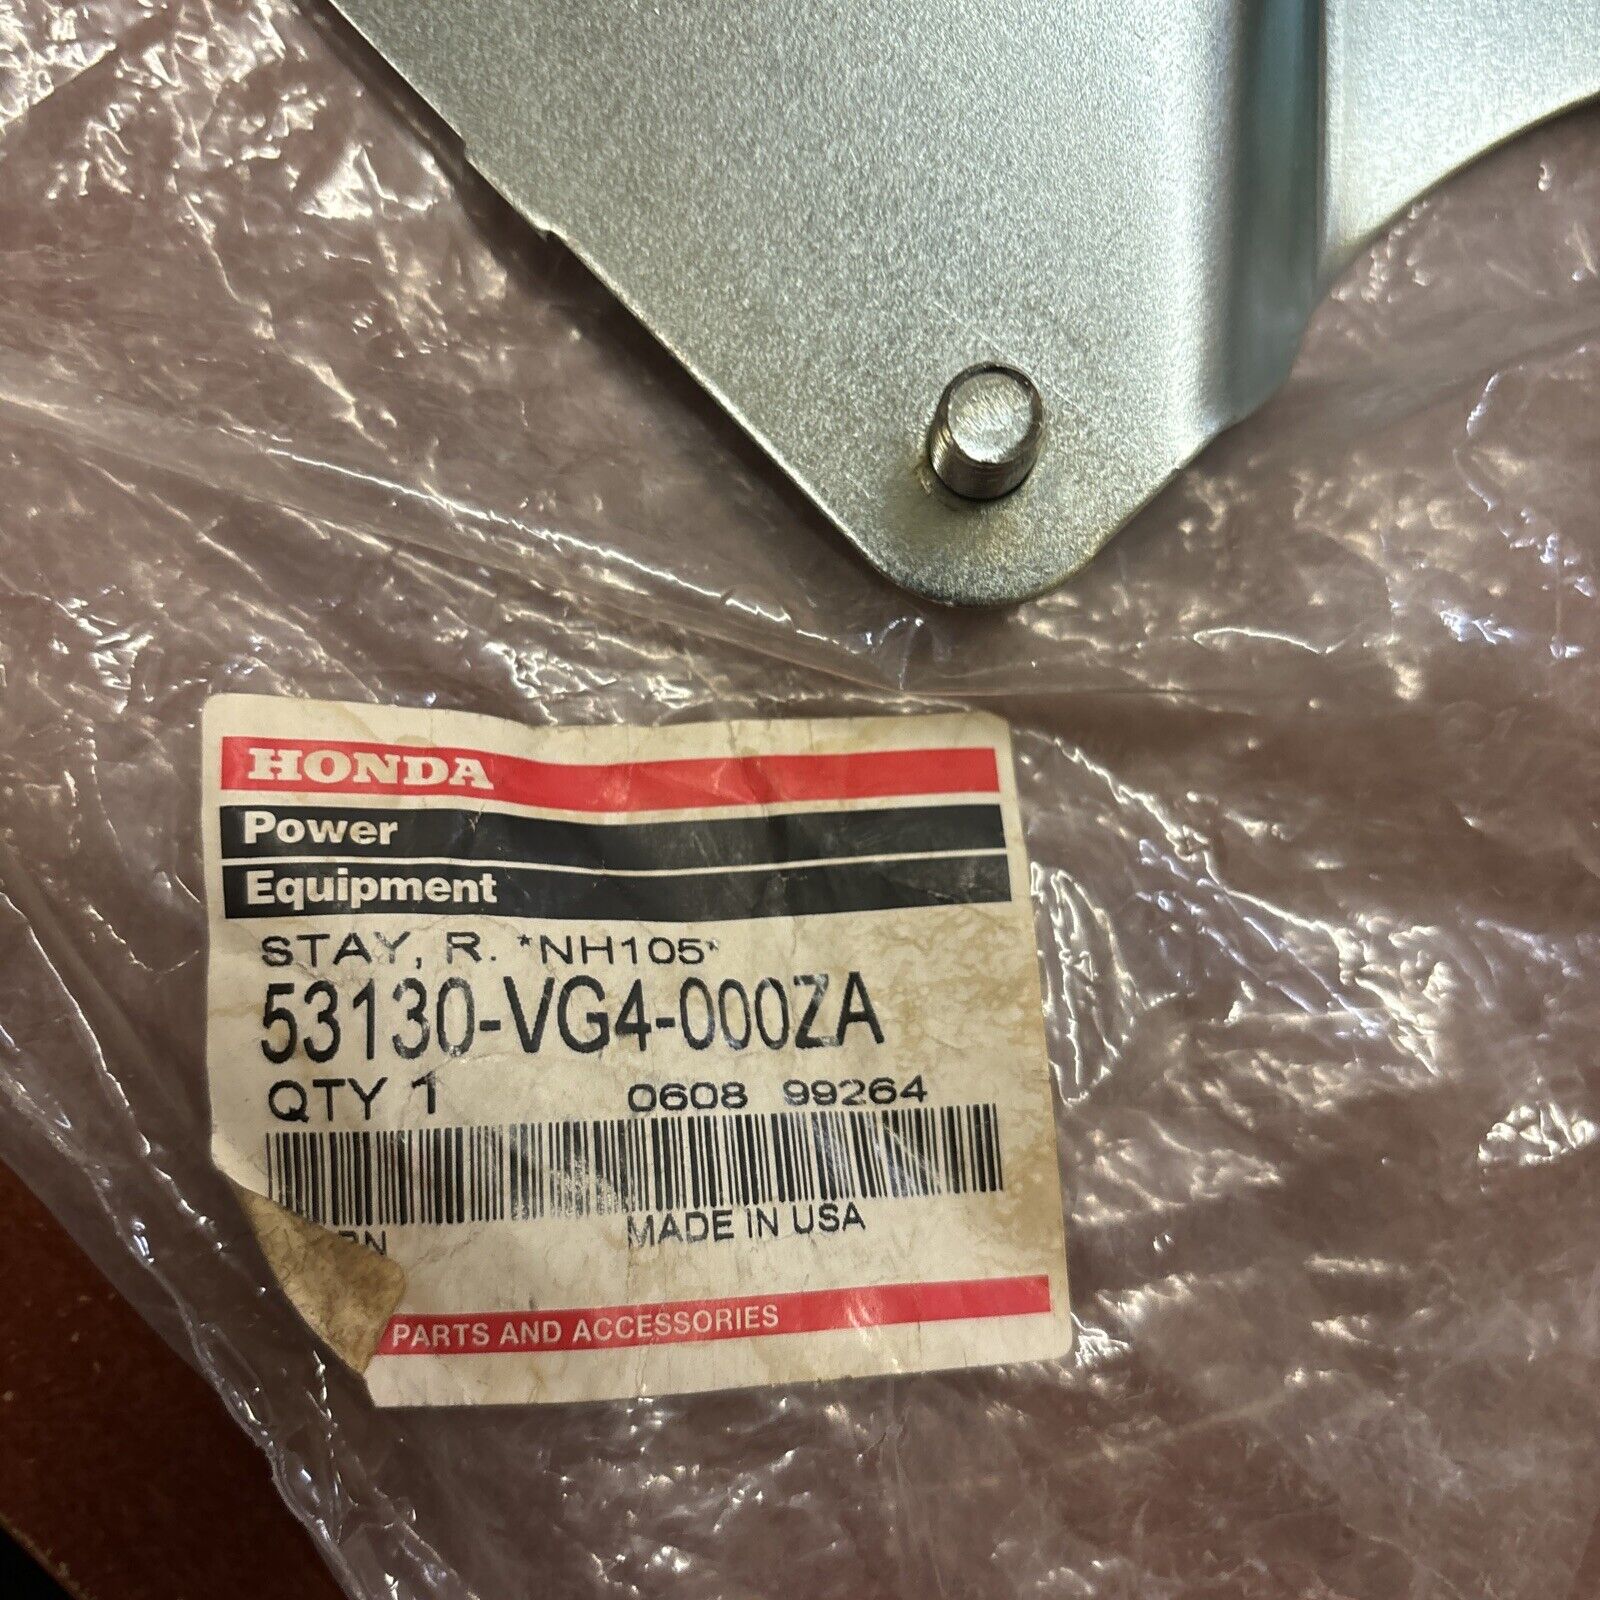 HONDA
Power
Equipment
STAY, R. *NH105*
53130-VG4-000ZA
QTY 1 0608 99264
MADE IN USA
PARTS AND ACCESSORIES